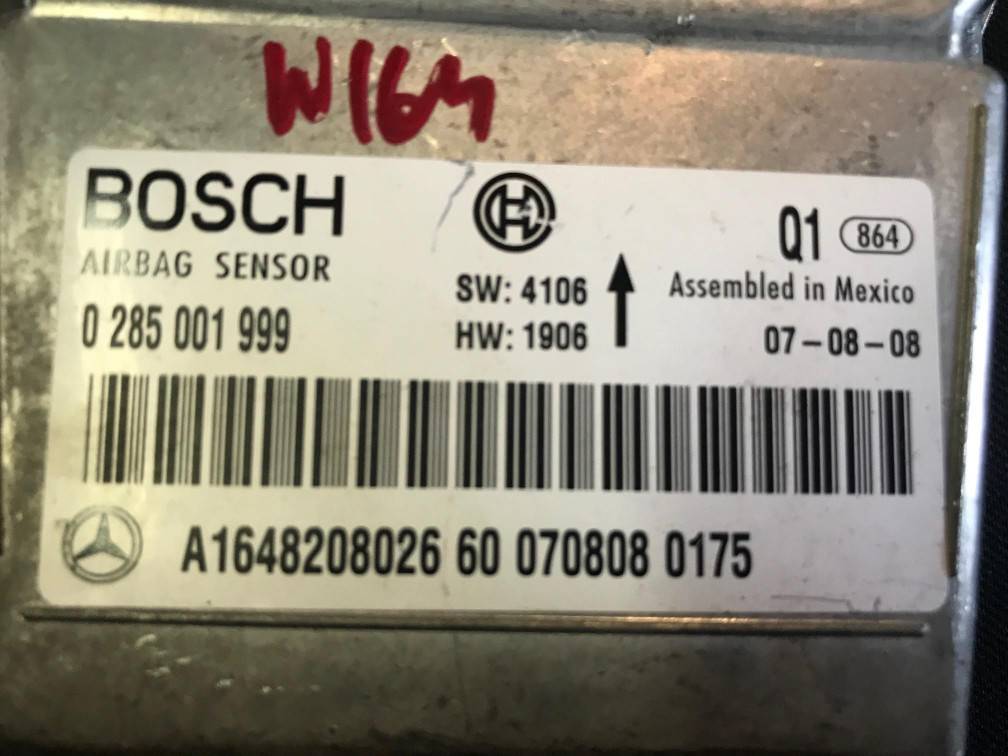 W164
BOSCH
AIRBAG SENSOR
0 285 001 999
SW: 4106
HW: 1906
Q1 864
Assembled in Mexico
07-08-08
A1648208026 60 070808 0175